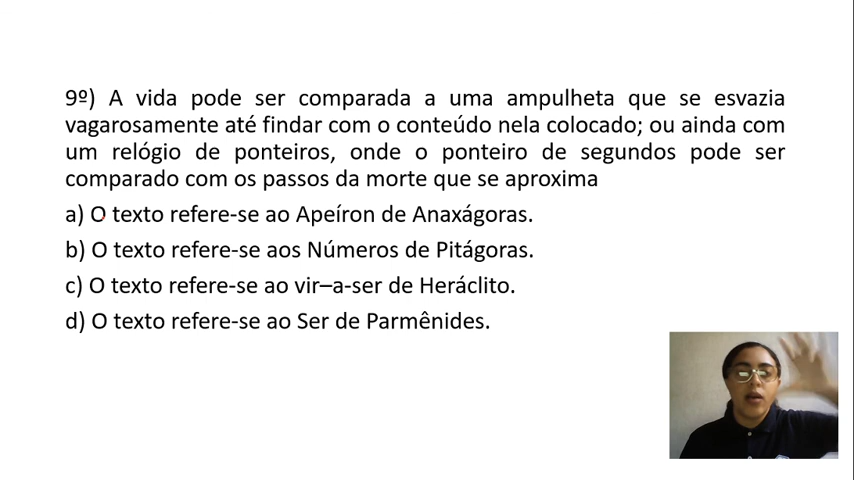 9º) A vida pode ser comparada a uma ampulheta que se esvazia
vagarosamente até findar com o conteúdo nela colocado; ou ainda com
um relógio de ponteiros, onde o ponteiro de segundos pode ser
comparado com os passos da morte que se aproxima
a) O texto refere-se ao Apeíron de Anaxágoras.
b) O texto refere-se aos Números de Pitágoras.
c) O texto refere-se ao vir–a-ser de Heráclito.
d) O texto refere-se ao Ser de Parmênides.